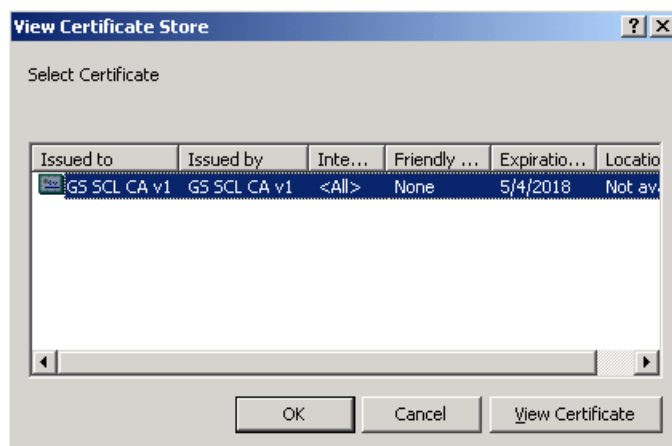 View Certificate Store
Select Certificate
Issued to Issued by Inte... Friendly ... Expiratio... Locatio
GS SCL CA v1 GS SCL CA v1 <All> None 5/4/2018 Not av
OK Cancel View Certificate